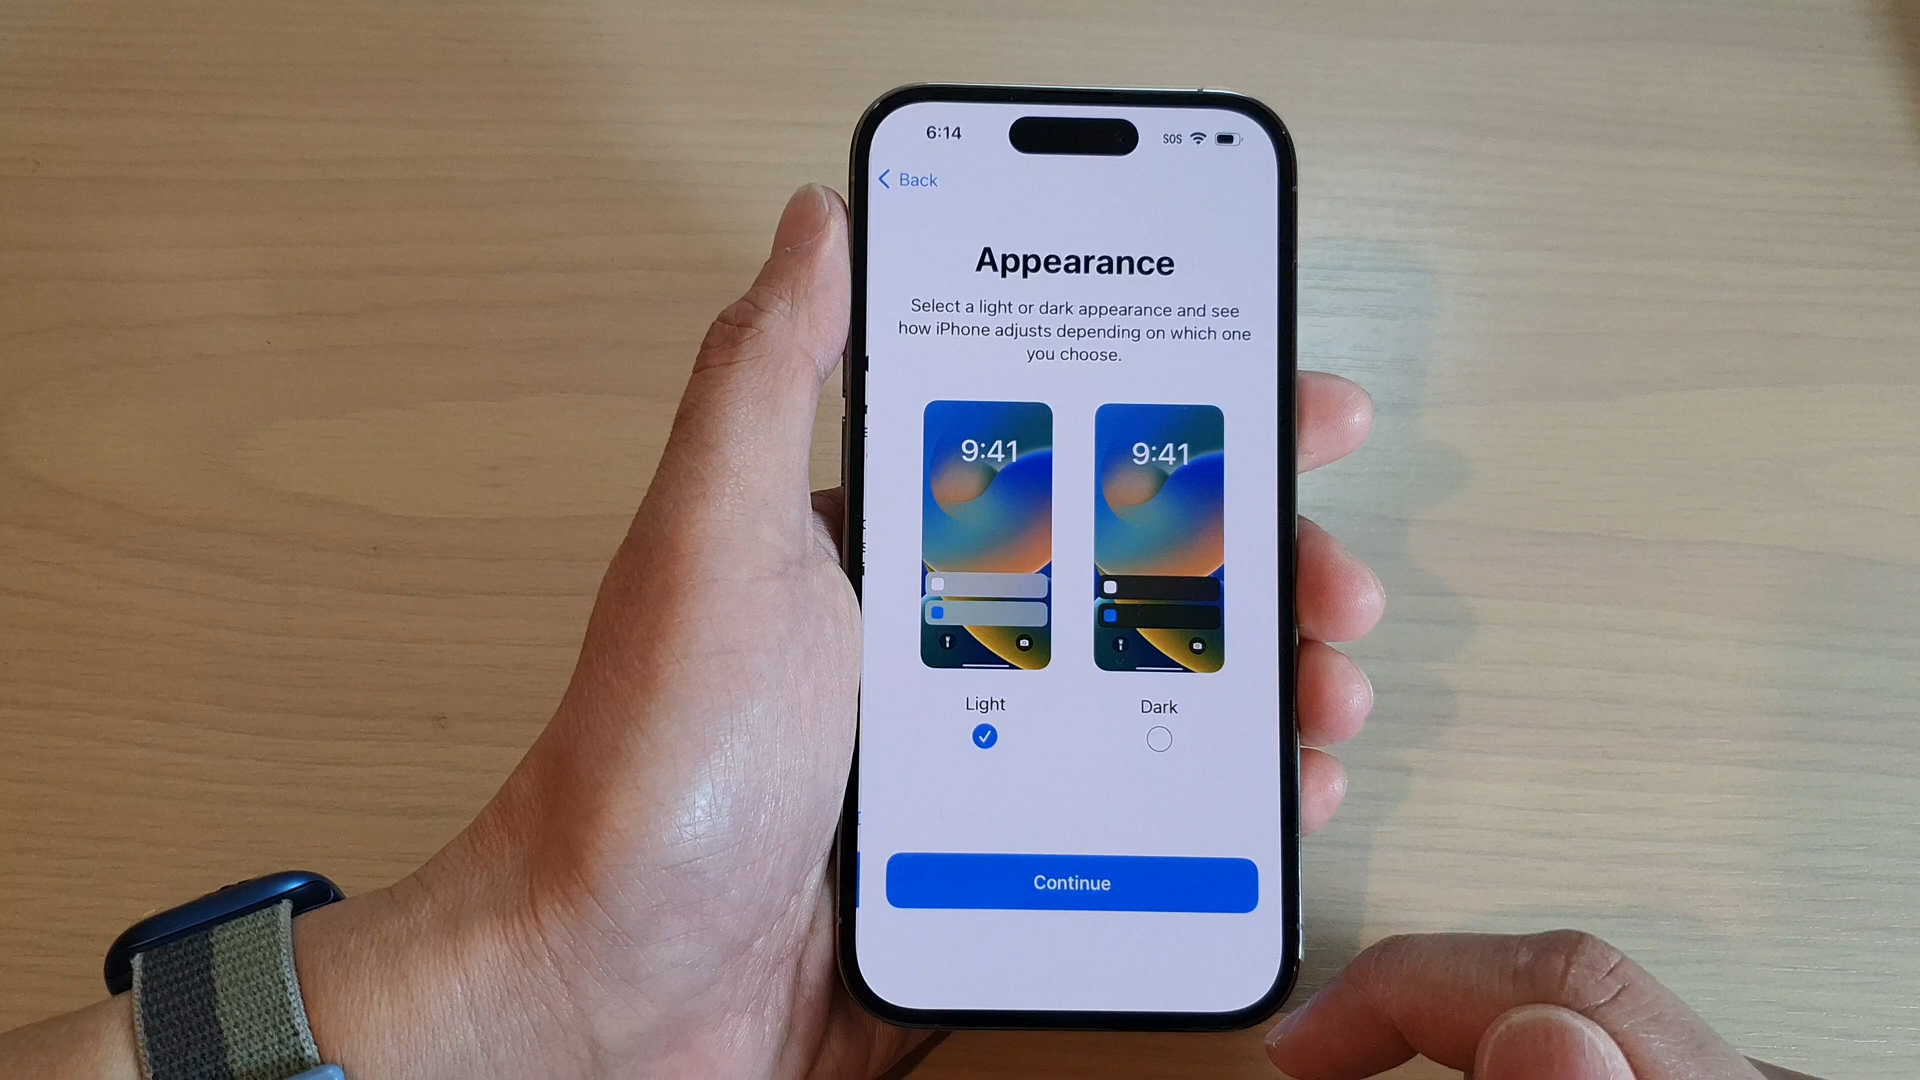 6:14
SOS
Back
Appearance
Select a light or dark appearance and see
how iPhone adjusts depending on which one
you choose.
9:41
9:41
Light
Dark
Continue